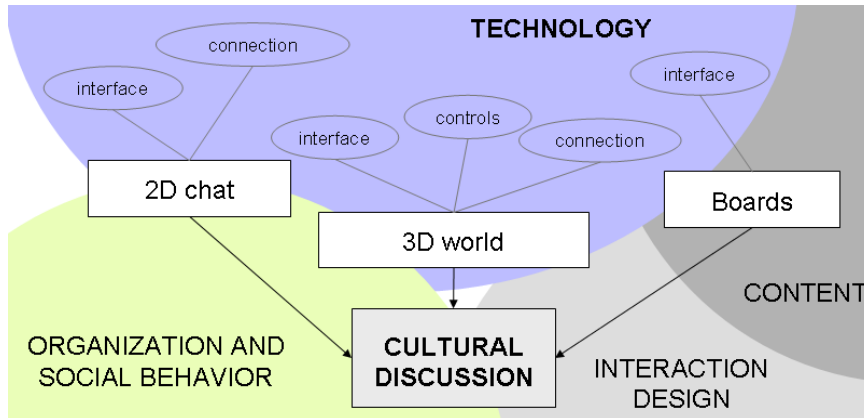 TECHNOLOGY
connection
interface
interface
controls
interface
connection
2D chat
3D world
Boards
CONTENT
ORGANIZATION AND
SOCIAL BEHAVIOR
CULTURAL
DISCUSSION
INTERACTION
DESIGN